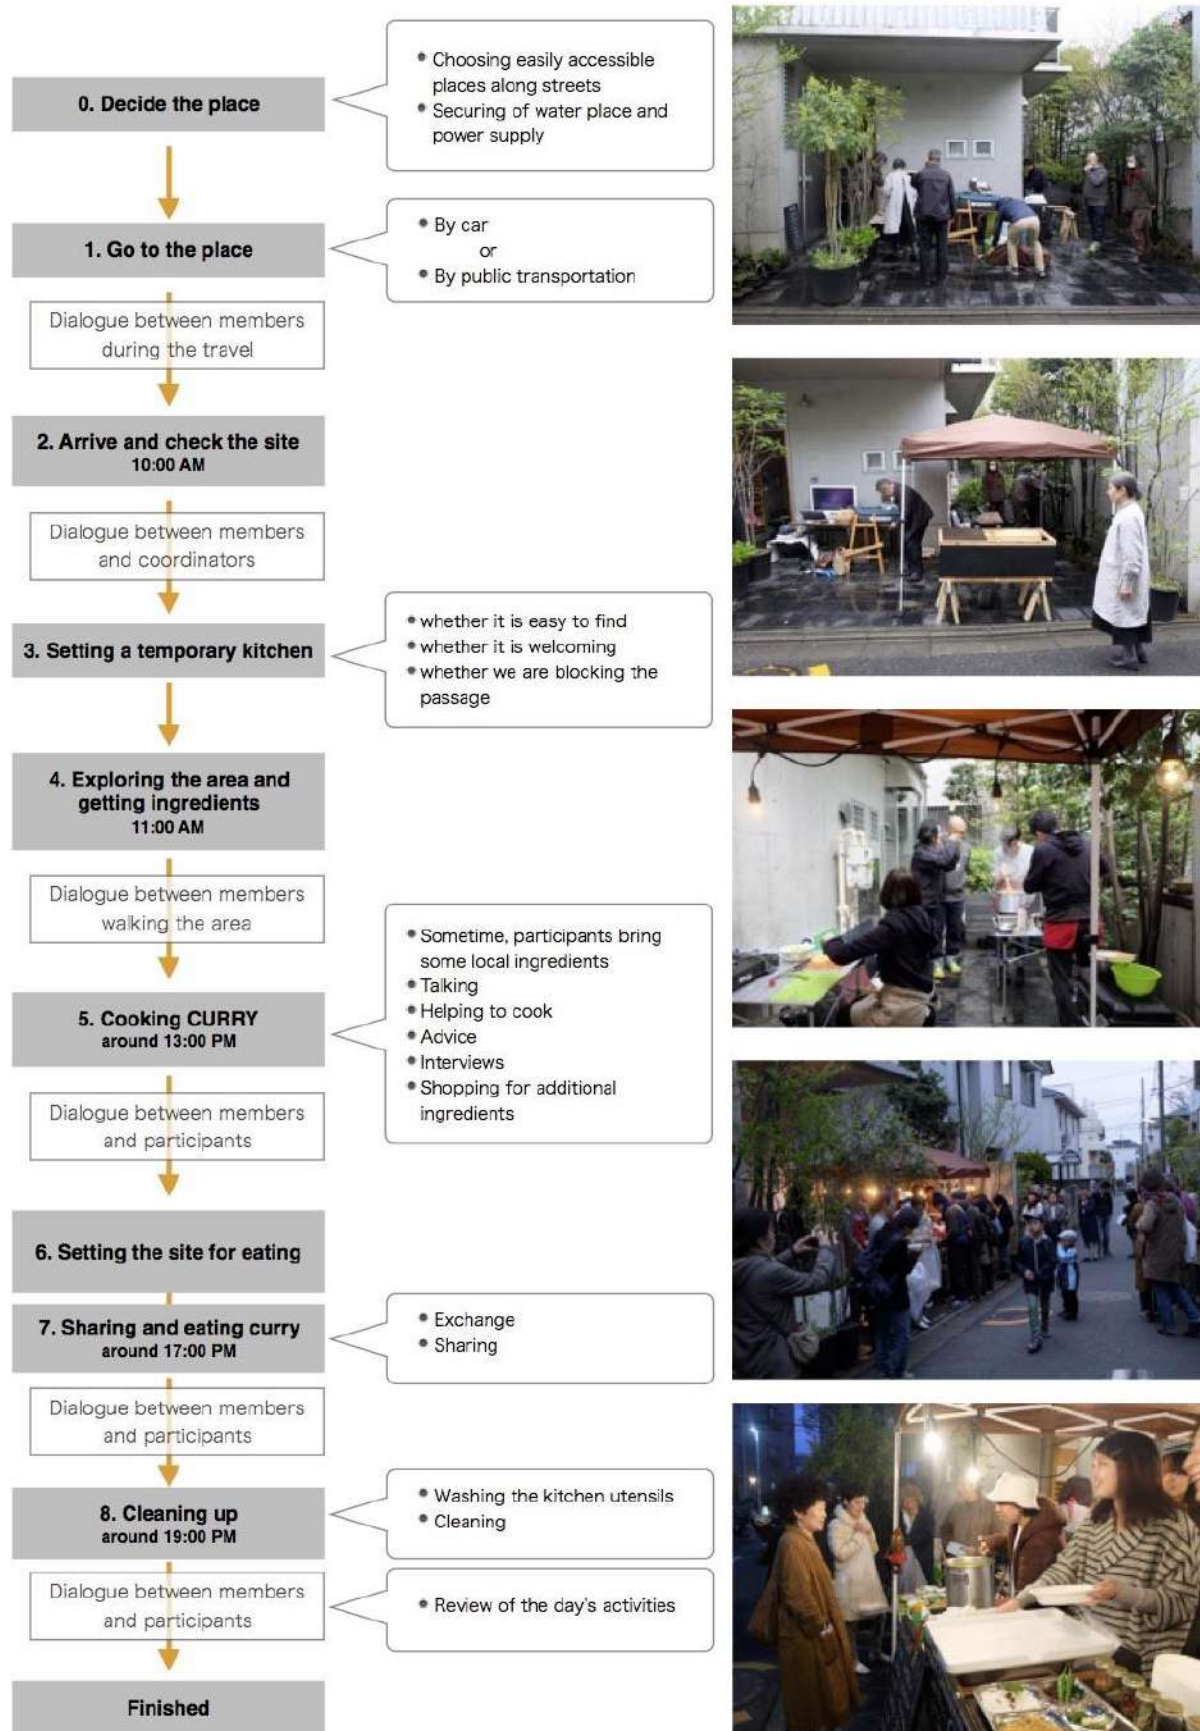 0. Decide the place
• Choosing easily accessible
places along streets
• Securing of water place and
power supply
1. Go to the place
• By car
or
• By public transportation
Dialogue between members
during the travel
2. Arrive and check the site
10:00 AM
Dialogue between members
and coordinators
3. Setting a temporary kitchen
• whether it is easy to find
• whether it is welcoming
• whether we are blocking the
passage
4. Exploring the area and
getting ingredients
11:00 AM
Dialogue between members
walking the area
5. Cooking CURRY
around 13:00 PM
• Sometime, participants bring
some local ingredients
• Talking
• Helping to cook
• Advice
• Interviews
• Shopping for additional
ingredients
Dialogue between members
and participants
6. Setting the site for eating
7. Sharing and eating curry
around 17:00 PM
• Exchange
• Sharing
Dialogue between members
and participants
8. Cleaning up
around 19:00 PM
• Washing the kitchen utensils
• Cleaning
Dialogue between members
and participants
• Review of the day's activities
Finished